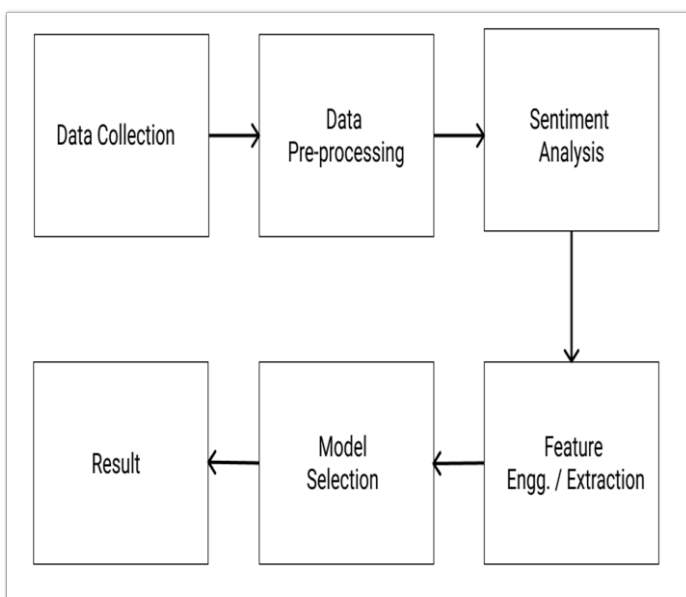 Data Collection
Data
Pre-processing
Sentiment
Analysis
Feature
Engg. / Extraction
Model
Selection
Result